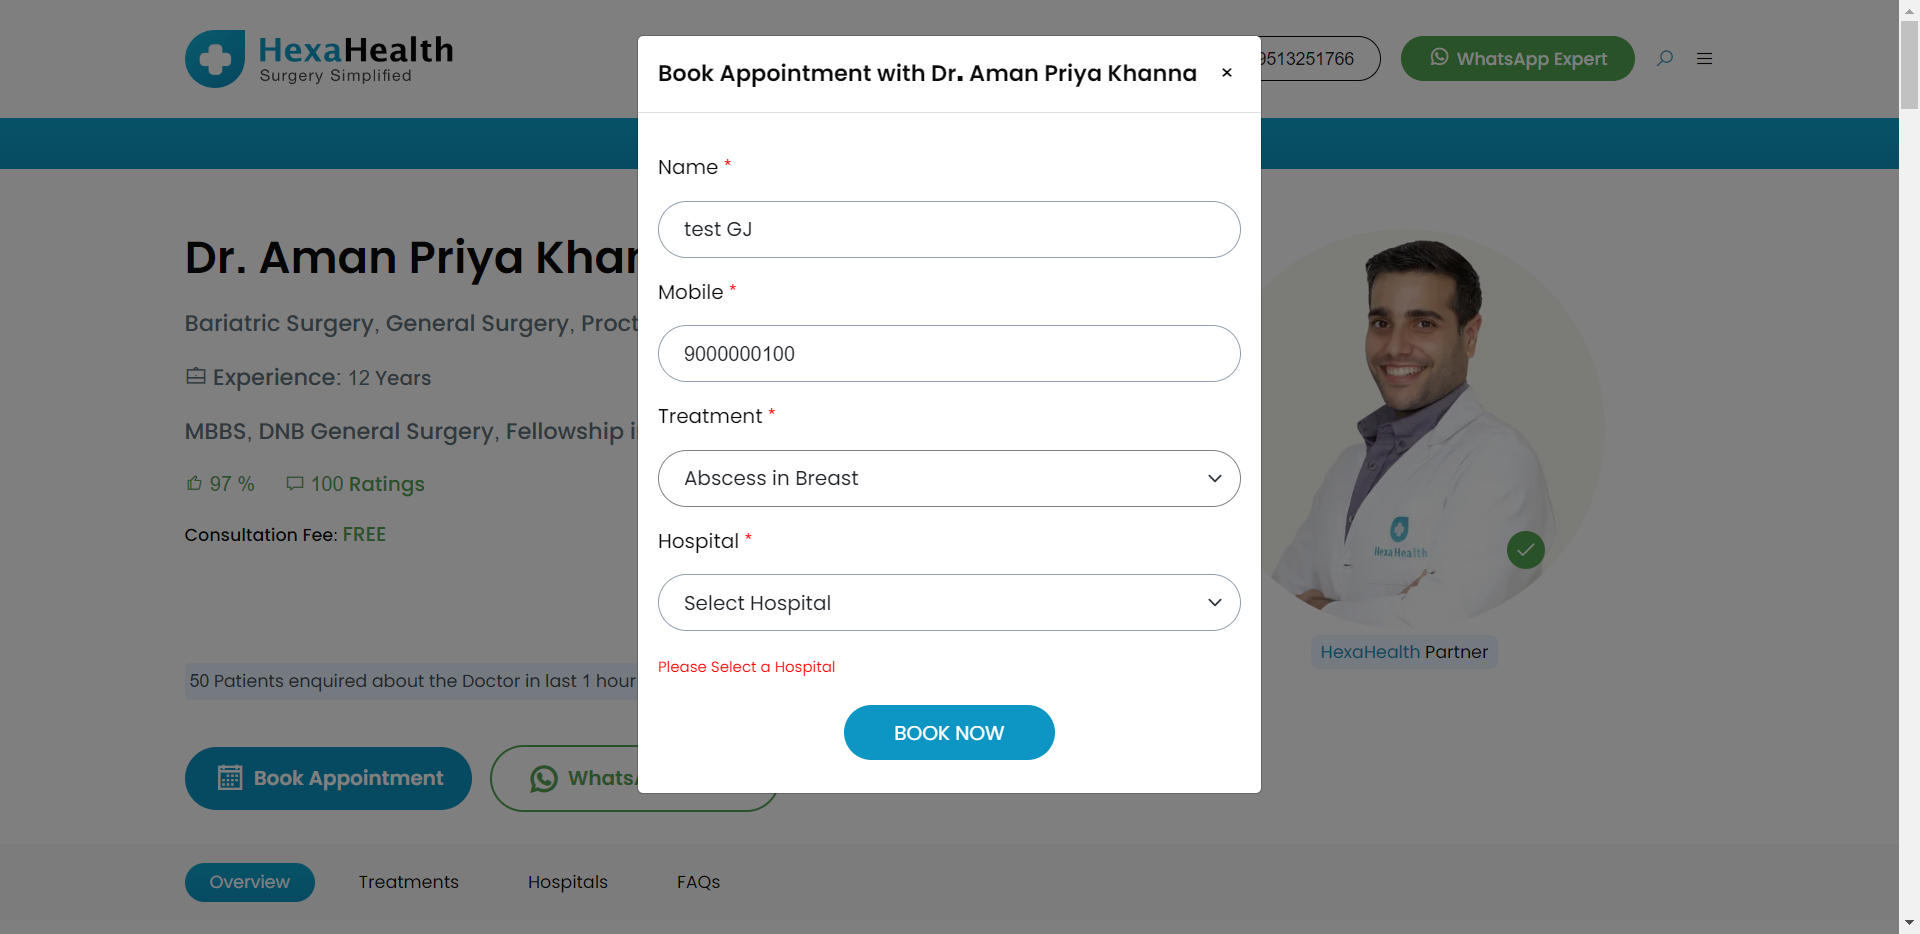 HexaHealth
Surgery Simplified
9513251766
WhatsApp Expert
Book Appointment with Dr. Aman Priya Khanna
×
Name *
test GJ
Mobile *
9000000100
Treatment *
Abscess in Breast
Hospital *
Select Hospital
Please Select a Hospital
BOOK NOW
Dr. Aman Priya Khan
Bariatric Surgery, General Surgery, Proct
Experience: 12 Years
MBBS, DNB General Surgery, Fellowship i
97 %
100 Ratings
Consultation Fee: FREE
50 Patients enquired about the Doctor in last 1 hour
Book Appointment
Whats
HexaHealth
HexaHealth Partner
Overview
Treatments
Hospitals
FAQs